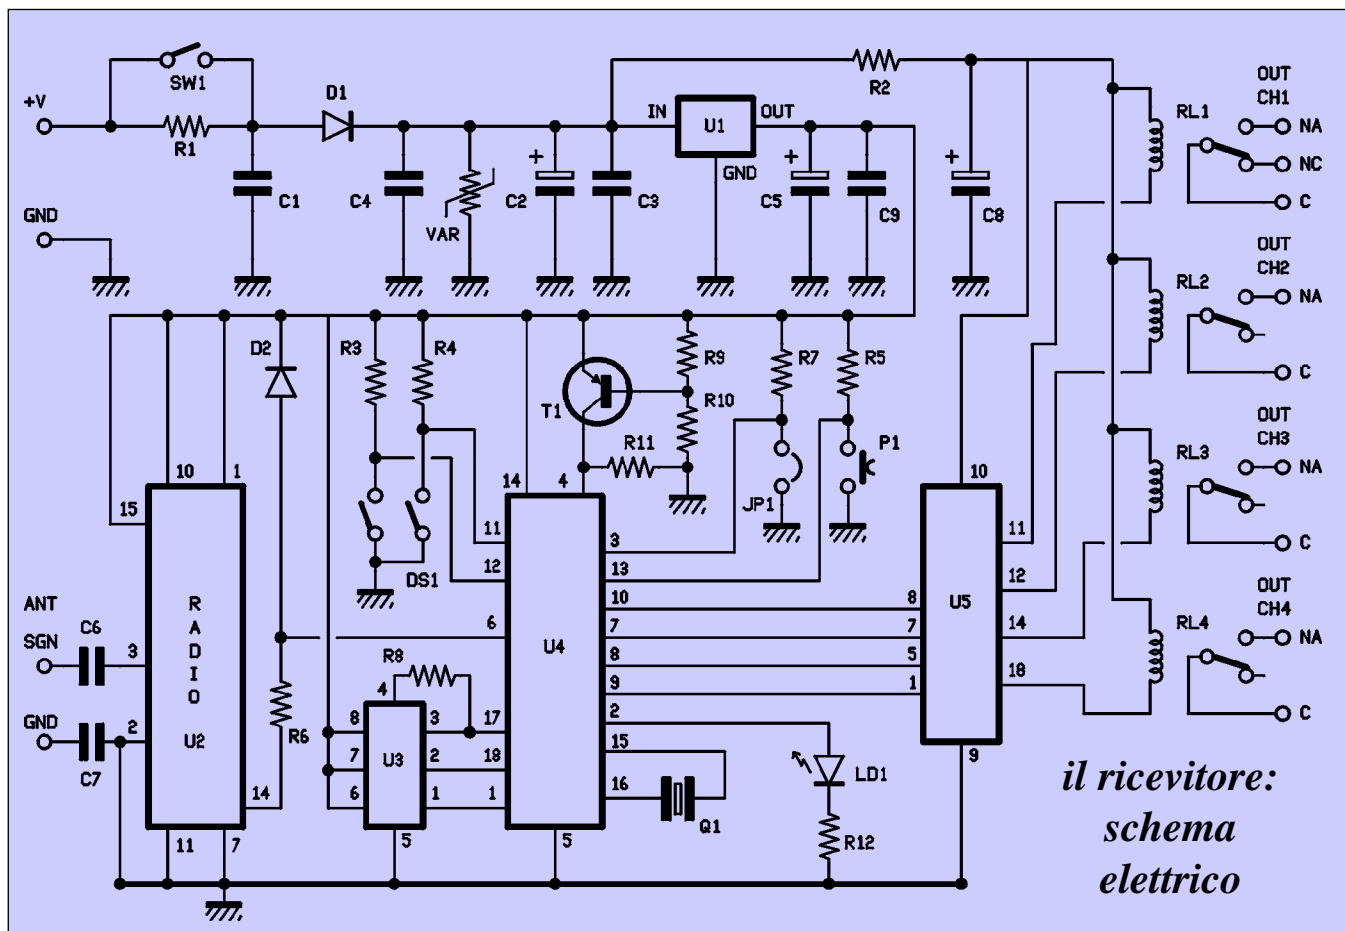 SW1
+V
R1
D1
C1
C4
VAR
C2
+
C3
IN
U1
OUT
GND
R2
C5
+
C9
C8
+
GND
RL1
OUT
CH1
NA
NC
C
RL2
OUT
CH2
NA
C
RL3
OUT
CH3
NA
C
RL4
OUT
CH4
NA
C
D2
R3
R4
T1
R9
R10
R11
R7
R5
JP1
P1
DS1
10
1
15
RADIO
U2
3
2
14
11
7
ANT
SGN
C6
GND
C7
R6
R8
4
8
7
6
U3
3
2
1
5
14
4
11
12
6
17
18
1
U4
3
13
10
7
8
9
2
15
16
5
Q1
LD1
R12
10
8
7
5
1
U5
11
12
14
18
9
il ricevitore:
schema
elettrico